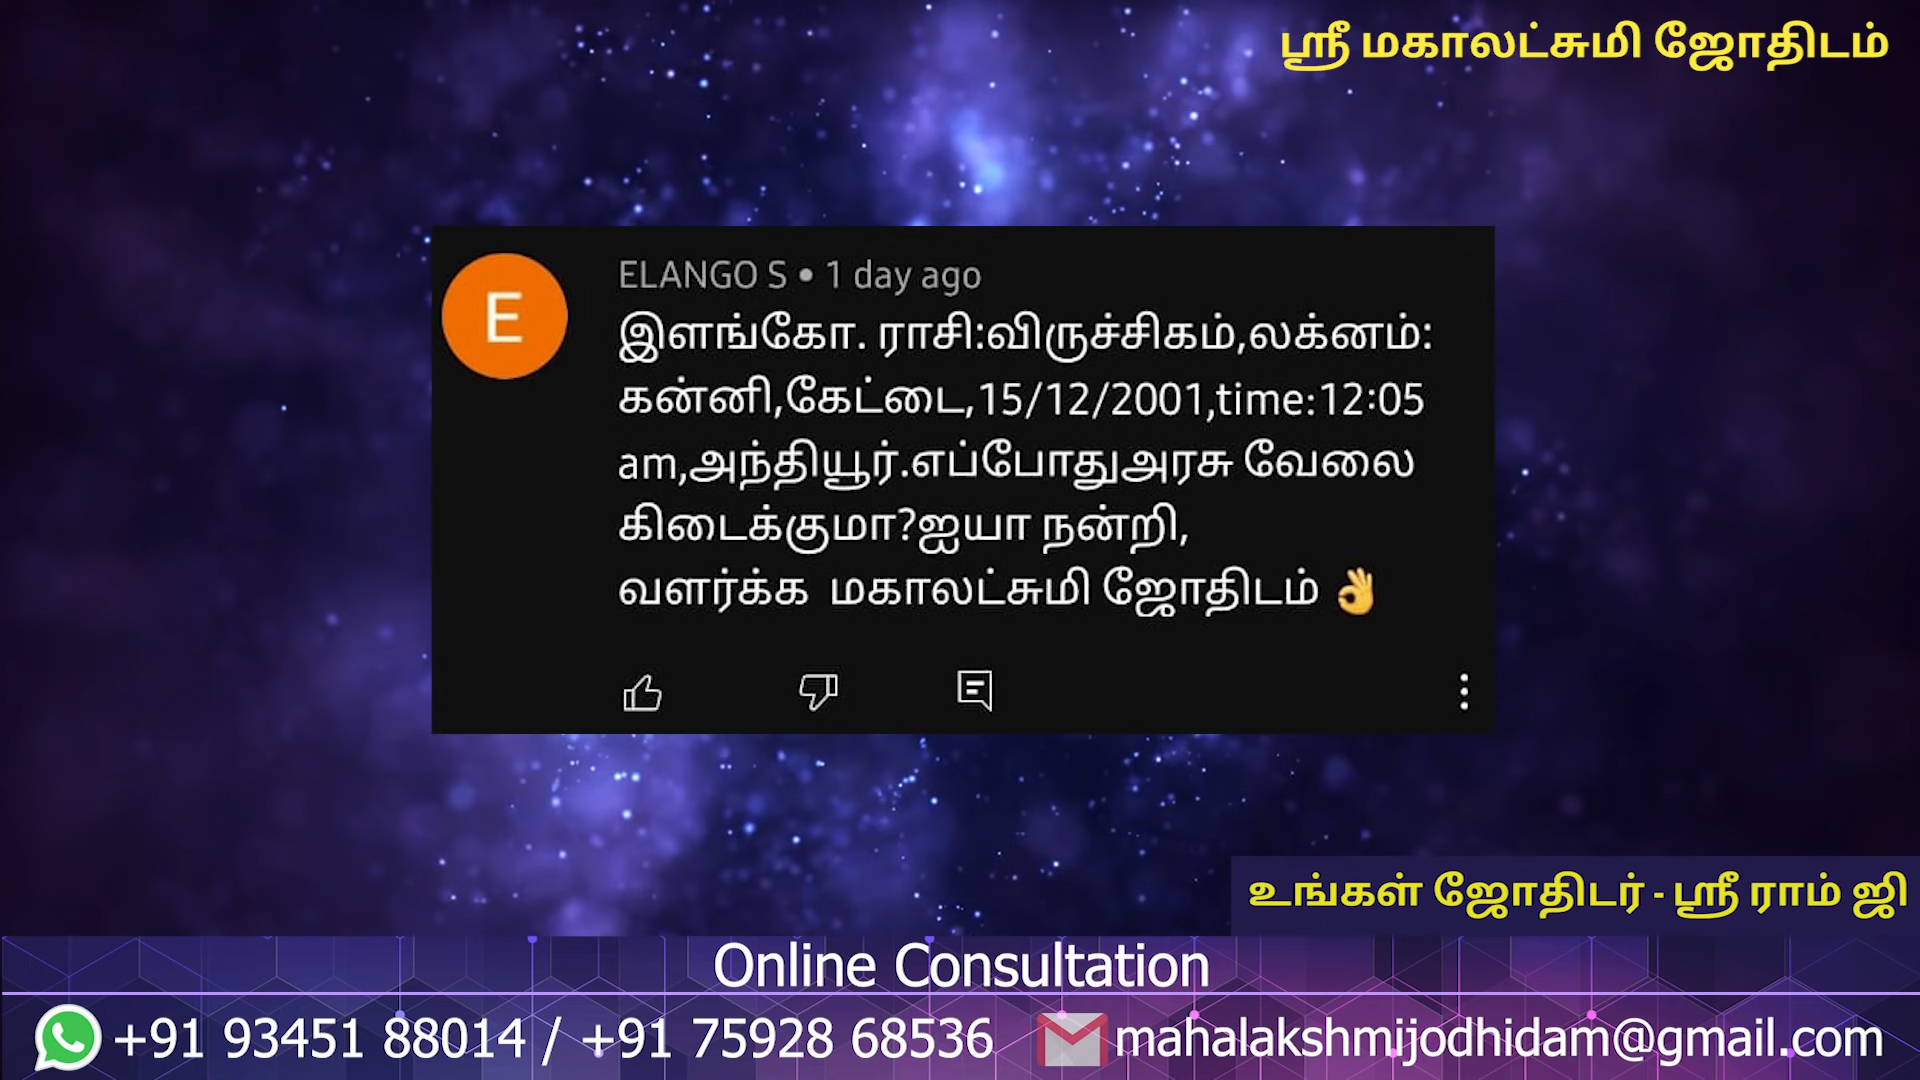 ஸ்ரீ மகாலட்சுமி ஜோதிடம்
E
ELANGO S • 1 day ago
இளங்கோ. ராசி:விருச்சிகம்,லக்னம்:
கன்னி,கேட்டை,15/12/2001,time:12:05
am,அந்தியூர்.எப்போதுஅரசு வேலை
கிடைக்குமா?ஐயா நன்றி,
வளர்க்க மகாலட்சுமி ஜோதிடம் 👌
உங்கள் ஜோதிடர் - ஸ்ரீ ராம் ஜி
Online Consultation
+91 93451 88014 / +91 75928 68536 mahalakshmijodhidam@gmail.com